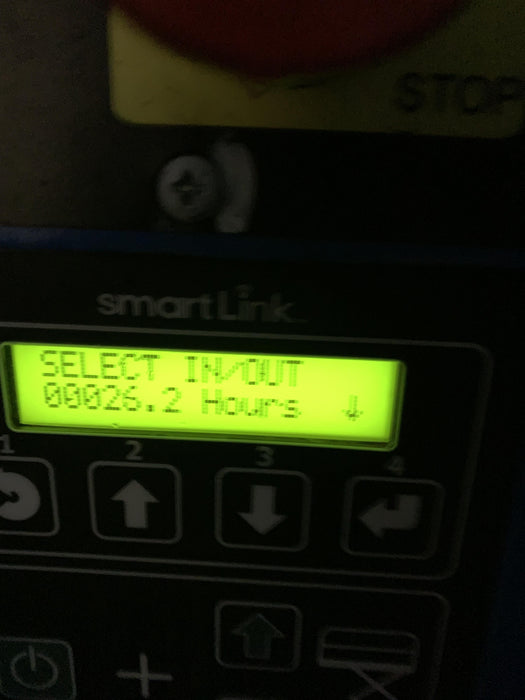 STOP
smartLink
SELECT IN/OUT
00026.2 Hours ↓
1 2 3 4